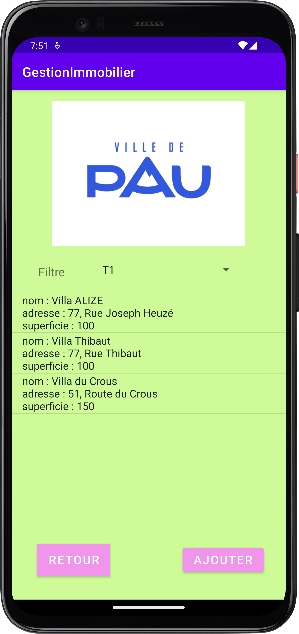 7:51
GestionImmobilier
VILLE DE
PAU
Filtre
T1
nom : Villa ALIZE
adresse : 77, Rue Joseph Heuzé
superficie : 100
nom : Villa Thibaut
adresse : 77, Rue Thibaut
superficie : 100
nom : Villa du Crous
adresse : 51, Route du Crous
superficie : 150
RETOUR
AJOUTER